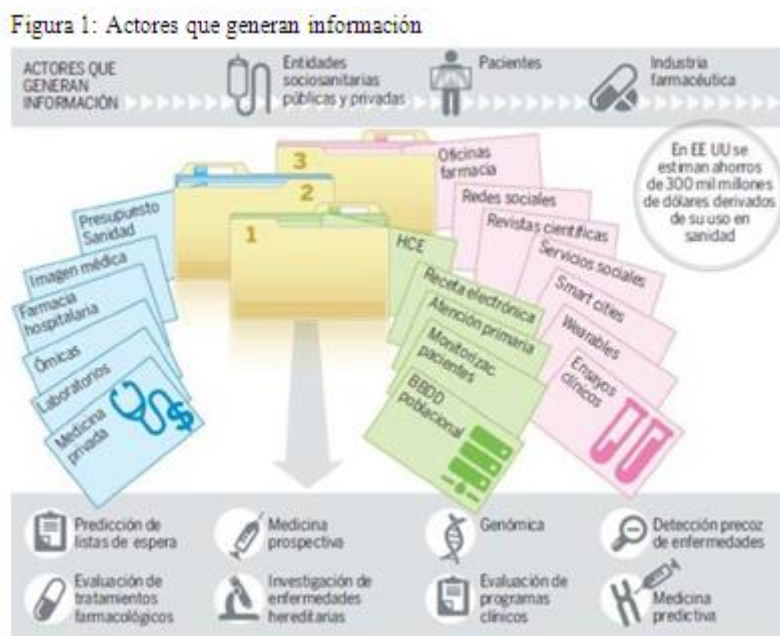 Figura 1: Actores que generan información
ACTORES QUE
GENERAN
INFORMACIÓN
Entidades
sociosanitarias
públicas y privadas
Pacientes
Industria
farmacéutica
En EE UU se
estiman ahorros
de 300 mil millones
de dólares derivados
de su uso en
sanidad
1
2
3
Presupuesto
Sanidad
Imagen médica
Farmacia
hospitalaria
Ómicas
Laboratorios
Medicina
privada
HCE
Receta electrónica
Atención primaria
Monitorizac.
pacientes
BBDD
poblacional
Oficinas
farmacia
Redes sociales
Revistas científicas
Servicios sociales
Smart cities
Wearables
Ensayos
clínicos
Predicción de
listas de espera
Medicina
prospectiva
Genómica
Detección precoz
de enfermedades
Evaluación de
tratamientos
farmacológicos
Investigación de
enfermedades
hereditarias
Evaluación de
programas
clínicos
Medicina
predictiva